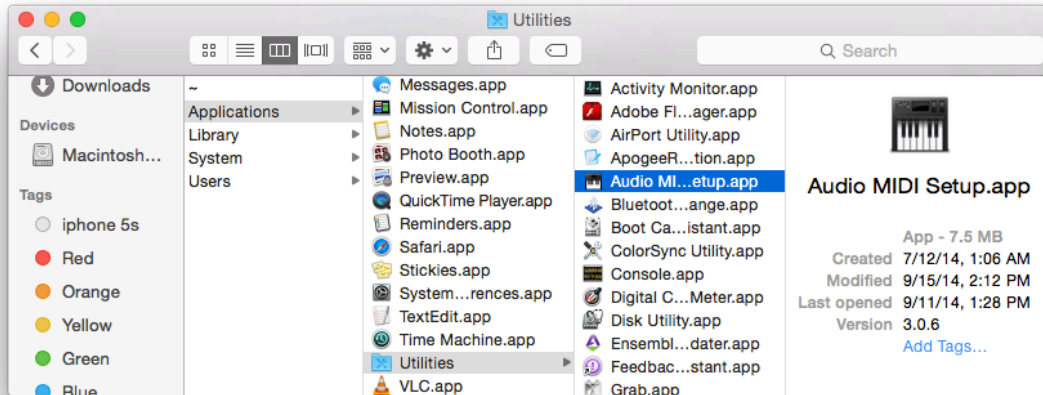 Utilities
Search
Downloads
Devices
Macintosh...
Tags
iphone 5s
Red
Orange
Yellow
Green
Blue
~
Applications
Library
System
Users
Messages.app
Mission Control.app
Notes.app
Photo Booth.app
Preview.app
QuickTime Player.app
Reminders.app
Safari.app
Stickies.app
System...rences.app
TextEdit.app
Time Machine.app
Utilities
VLC.app
Activity Monitor.app
Adobe Fl...ager.app
AirPort Utility.app
ApogeeR...tion.app
Audio MI...etup.app
Bluetoot...ange.app
Boot Ca...istant.app
ColorSync Utility.app
Console.app
Digital C...Meter.app
Disk Utility.app
Ensembl...dater.app
Feedbac...stant.app
Grab.app
Audio MIDI Setup.app
App - 7.5 MB
Created 7/12/14, 1:06 AM
Modified 9/15/14, 2:12 PM
Last opened 9/11/14, 1:28 PM
Version 3.0.6
Add Tags...